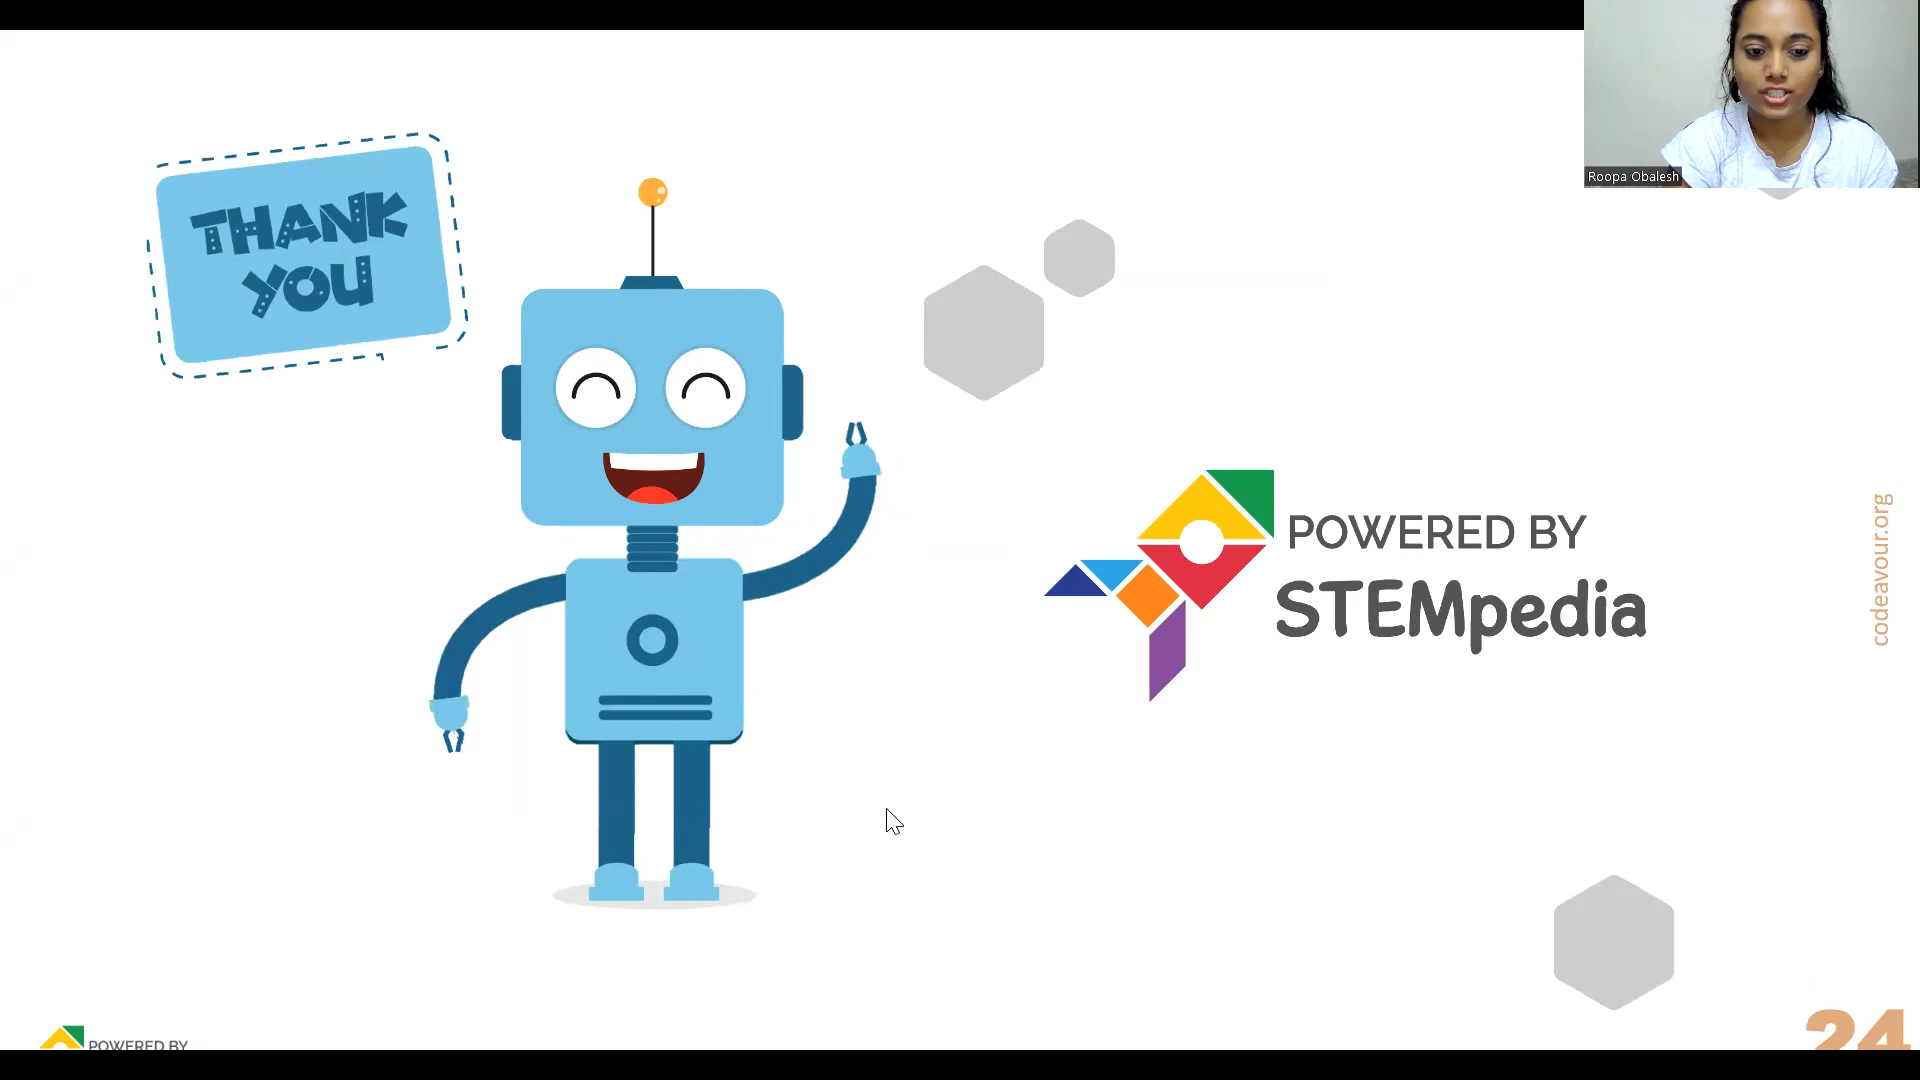 THANK
YOU
Roopa Obalesh
POWERED BY
STEMpedia
codeavour.org
POWERED BY
24